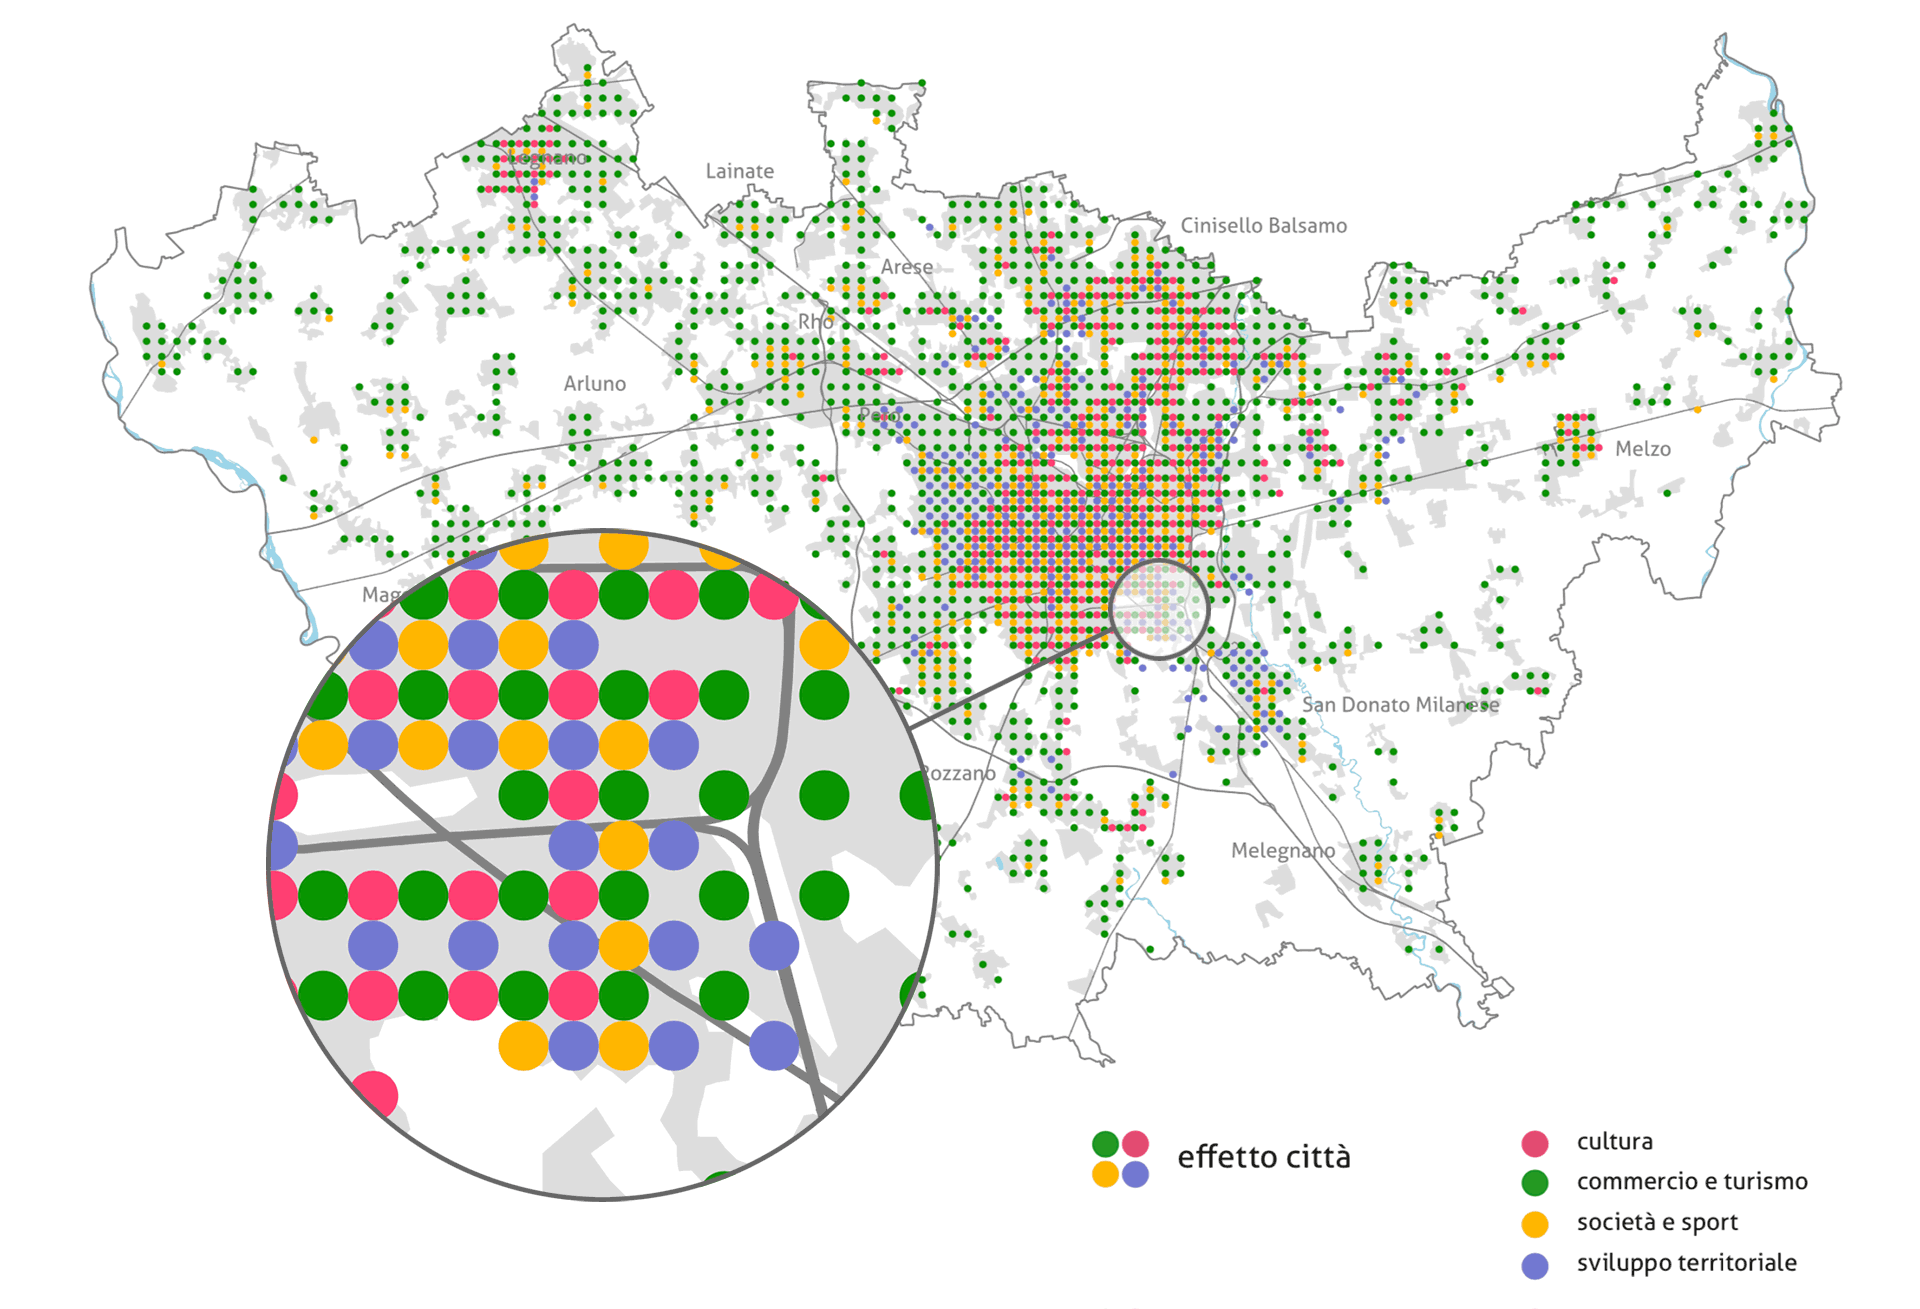 Legnano
Lainate
Cinisello Balsamo
Arese
Rho
Arluno
Pero
Melzo
San Donato Milanese
Rozzano
Melegnano
effetto città
cultura
commercio e turismo
società e sport
sviluppo territoriale